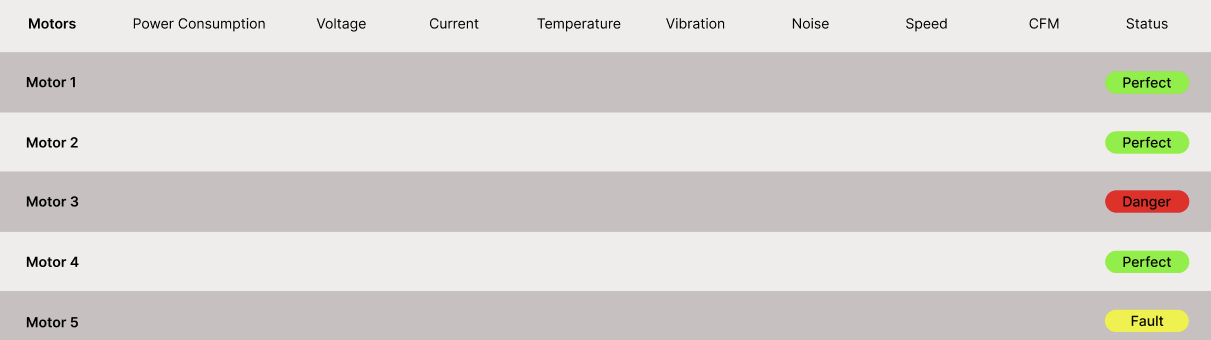 Motors Power Consumption Voltage Current Temperature Vibration Noise Speed CFM Status
Motor 1 Perfect
Motor 2 Perfect
Motor 3 Danger
Motor 4 Perfect
Motor 5 Fault